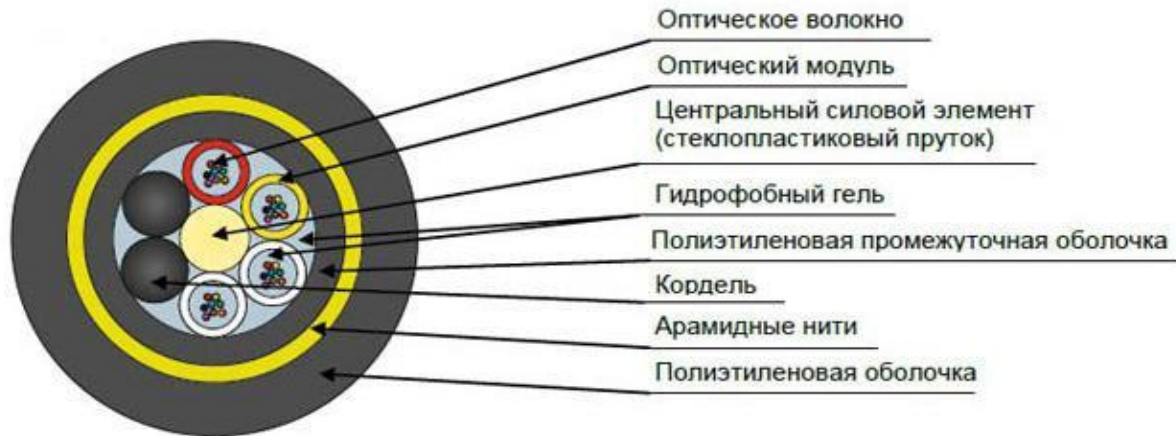 Оптическое волокно
Оптический модуль
Центральный силовой элемент
(стеклопластиковый пруток)
Гидрофобный гель
Полиэтиленовая промежуточная оболочка
Кордель
Арамидные нити
Полиэтиленовая оболочка